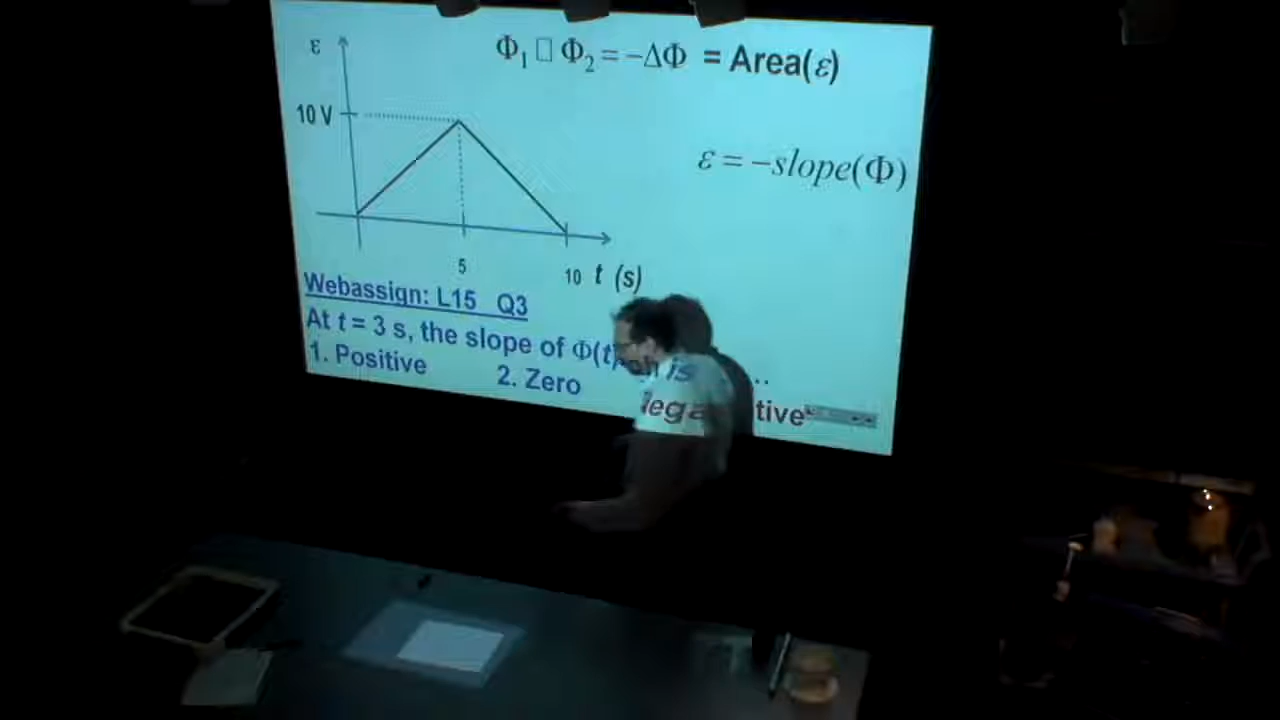 ε
Φ₁ □ Φ₂ = −ΔΦ = Area(ε)
10 V
ε = −slope(Φ)
5
10 t (s)
Webassign: L15 Q3
At t = 3 s, the slope of Φ(t) is ...
1. Positive 2. Zero